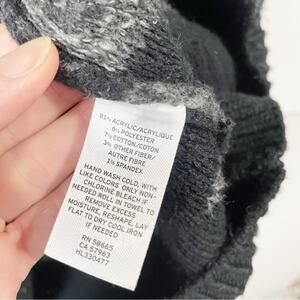 81% ACRYLIC/ACRYLIQUE
8% POLYESTER
7% COTTON/COTON
3% OTHER FIBER/
AUTRE FIBRE
1% SPANDEX
HAND WASH COLD, WITH
LIKE COLORS ONLY NON-
CHLORINE BLEACH IF
NEEDED ROLL IN TOWEL TO
REMOVE EXCESS
MOISTURE, RESHAPE, LAY
FLAT TO DRY COOL IRON
IF NEEDED
RN 58665
CA 57963
HL330477